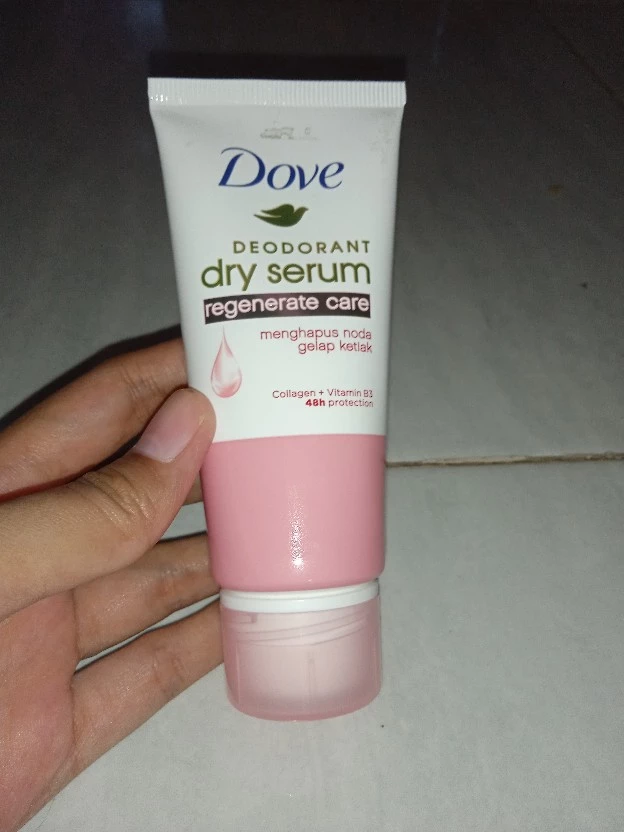 Dove
DEODORANT
dry serum
regenerate care
menghapus noda
gelap ketiak
Collagen + Vitamin B3
48h protection